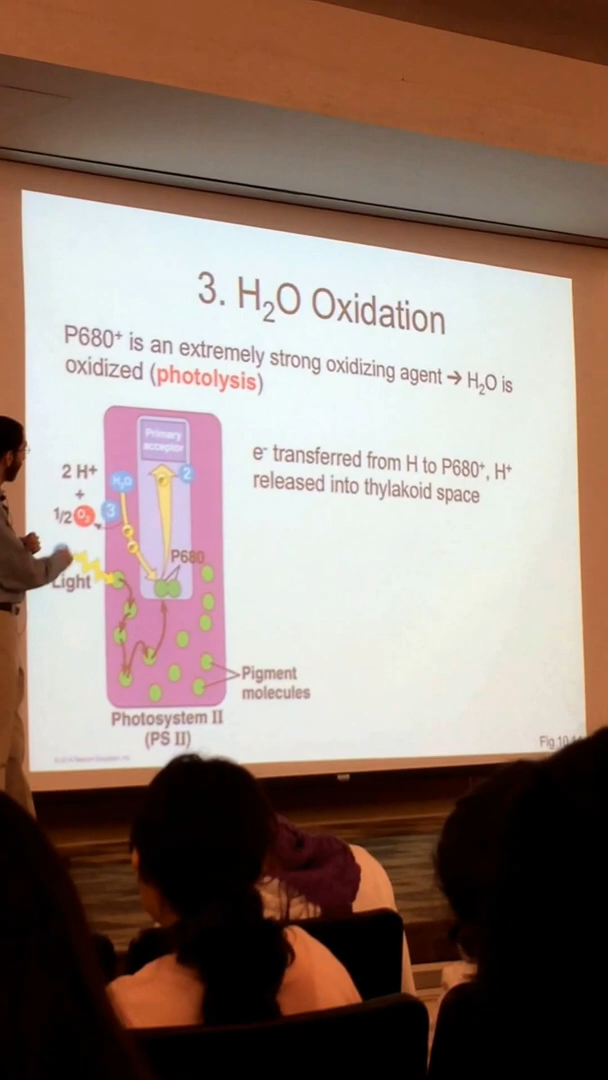 3. H₂O Oxidation
P680⁺ is an extremely strong oxidizing agent → H₂O is
oxidized (photolysis)
e⁻ transferred from H to P680⁺, H⁺
released into thylakoid space
Primary
acceptor
2 H+
+
1/2 O₂
H₂O
2
3
e
e
e
P680
Light
Pigment
molecules
Photosystem II
(PS II)
Fig 10